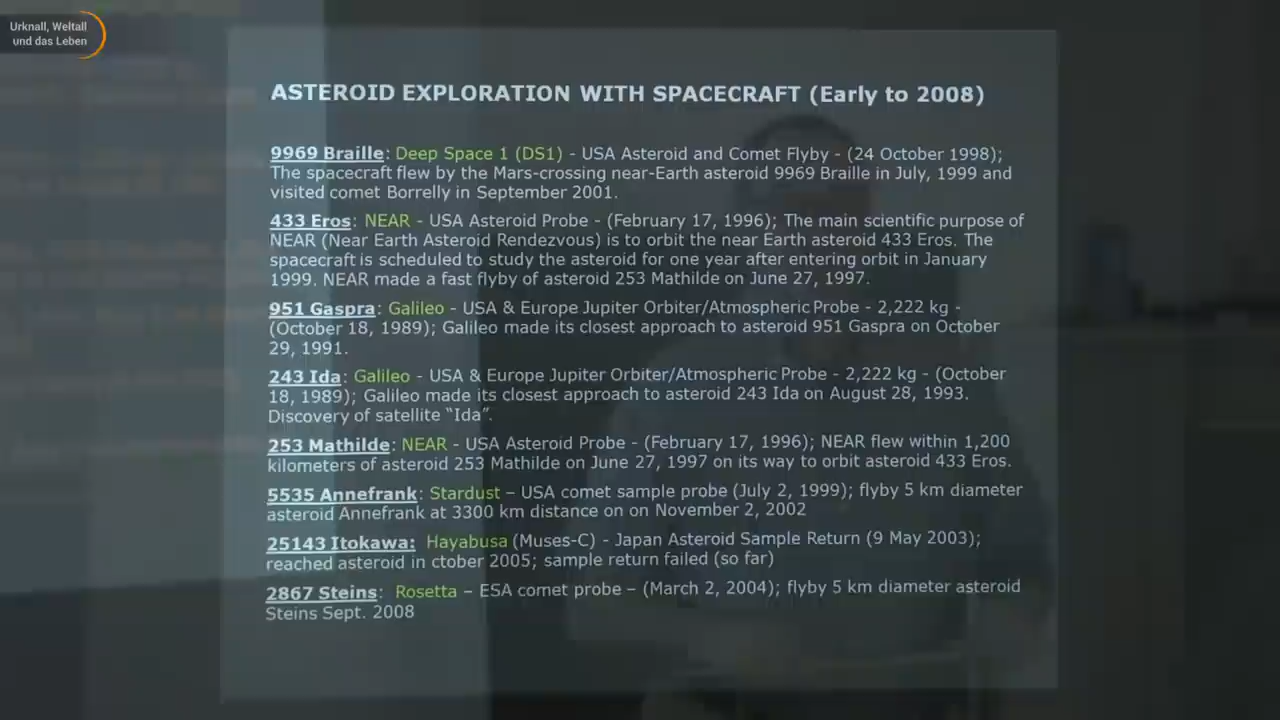 Urknall, Weltall
und das Leben
ASTEROID EXPLORATION WITH SPACECRAFT (Early to 2008)
9969 Braille: Deep Space 1 (DS1) - USA Asteroid and Comet Flyby - (24 October 1998);
The spacecraft flew by the Mars-crossing near-Earth asteroid 9969 Braille in July, 1999 and
visited comet Borrelly in September 2001.
433 Eros: NEAR - USA Asteroid Probe - (February 17, 1996); The main scientific purpose of
NEAR (Near Earth Asteroid Rendezvous) is to orbit the near Earth asteroid 433 Eros. The
spacecraft is scheduled to study the asteroid for one year after entering orbit in January
1999. NEAR made a fast flyby of asteroid 253 Mathilde on June 27, 1997.
951 Gaspra: Galileo - USA & Europe Jupiter Orbiter/Atmospheric Probe - 2,222 kg -
(October 18, 1989); Galileo made its closest approach to asteroid 951 Gaspra on October
29, 1991.
243 Ida: Galileo - USA & Europe Jupiter Orbiter/Atmospheric Probe - 2,222 kg - (October
18, 1989); Galileo made its closest approach to asteroid 243 Ida on August 28, 1993.
Discovery of satellite “Ida”.
253 Mathilde: NEAR - USA Asteroid Probe - (February 17, 1996); NEAR flew within 1,200
kilometers of asteroid 253 Mathilde on June 27, 1997 on its way to orbit asteroid 433 Eros.
5535 Annefrank: Stardust – USA comet sample probe (July 2, 1999); flyby 5 km diameter
asteroid Annefrank at 3300 km distance on on November 2, 2002
25143 Itokawa: Hayabusa (Muses-C) - Japan Asteroid Sample Return (9 May 2003);
reached asteroid in ctober 2005; sample return failed (so far)
2867 Steins: Rosetta – ESA comet probe – (March 2, 2004); flyby 5 km diameter asteroid
Steins Sept. 2008